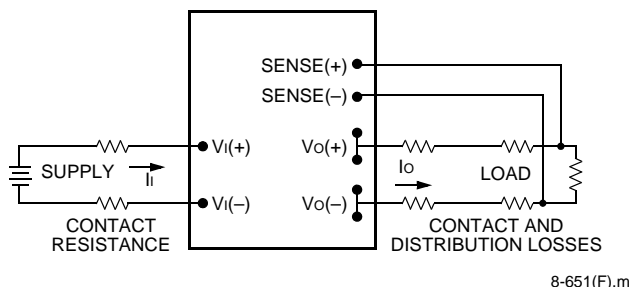 SENSE(+)
SENSE(–)
SUPPLY
II
VI(+)
VO(+)
IO
LOAD
VI(–)
VO(–)
CONTACT
RESISTANCE
CONTACT AND
DISTRIBUTION LOSSES
8-651(F).m